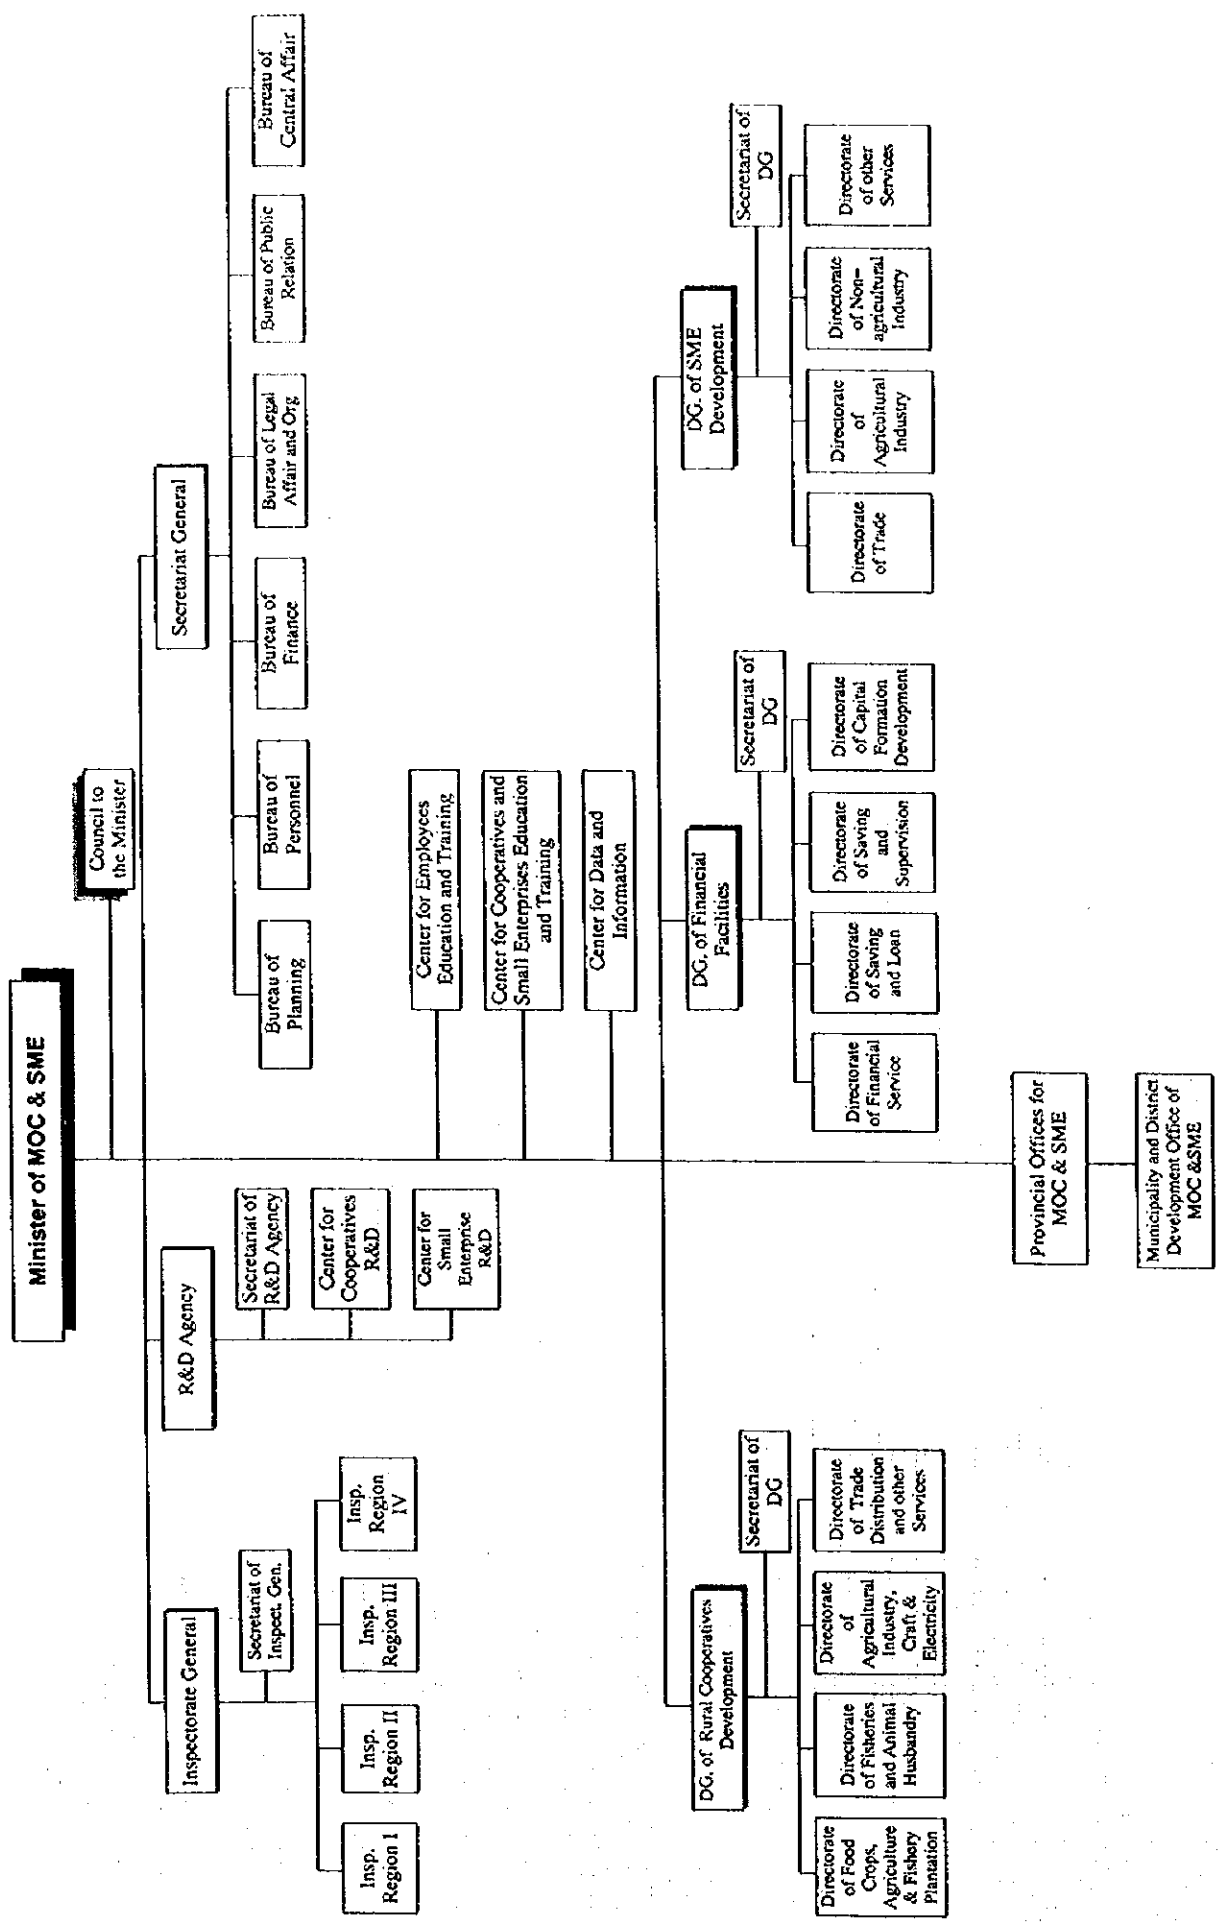 Minister of MOC & SME
Council to
the Minister
Inspectorate General
R&D Agency
Secretariat General
Secretariat of
Inspect. Gen.
Insp.
Region I
Insp.
Region II
Insp.
Region III
Insp.
Region IV
Secretariat of
R&D Agency
Center for
Cooperatives
R&D
Center for
Small
Enterprise
R&D
Bureau of
Planning
Bureau of
Personnel
Bureau of
Finance
Bureau of Legal
Affair and Org
Bureau of Public
Relation
Bureau of
Central Affair
Center for Employees
Education and Training
Center for Cooperatives and
Small Enterprises Education
and Training
Center for Data and
Information
DG. of Rural Cooperatives
Development
Secretariat of
DG
Directorate
of Food
Crops,
Agriculture
& Fishery
Plantation
Directorate
of Fisheries
and Animal
Husbandry
Directorate
of
Agricultural
Industry,
Craft &
Electricity
Directorate
of Trade
Distribution
and other
Services
DG. of Financial
Facilities
Secretariat of
DG
Directorate
of Financial
Service
Directorate
of Saving
and Loan
Directorate
of Saving
and
Supervision
Directorate
of Capital
Formation
Development
DG. of SME
Development
Secretariat of
DG
Directorate
of Trade
Directorate
of
Agricultural
Industry
Directorate
of Non-
agricultural
Industry
Directorate
of other
Services
Provincial Offices for
MOC & SME
Municipality and District
Development Office of
MOC &SME